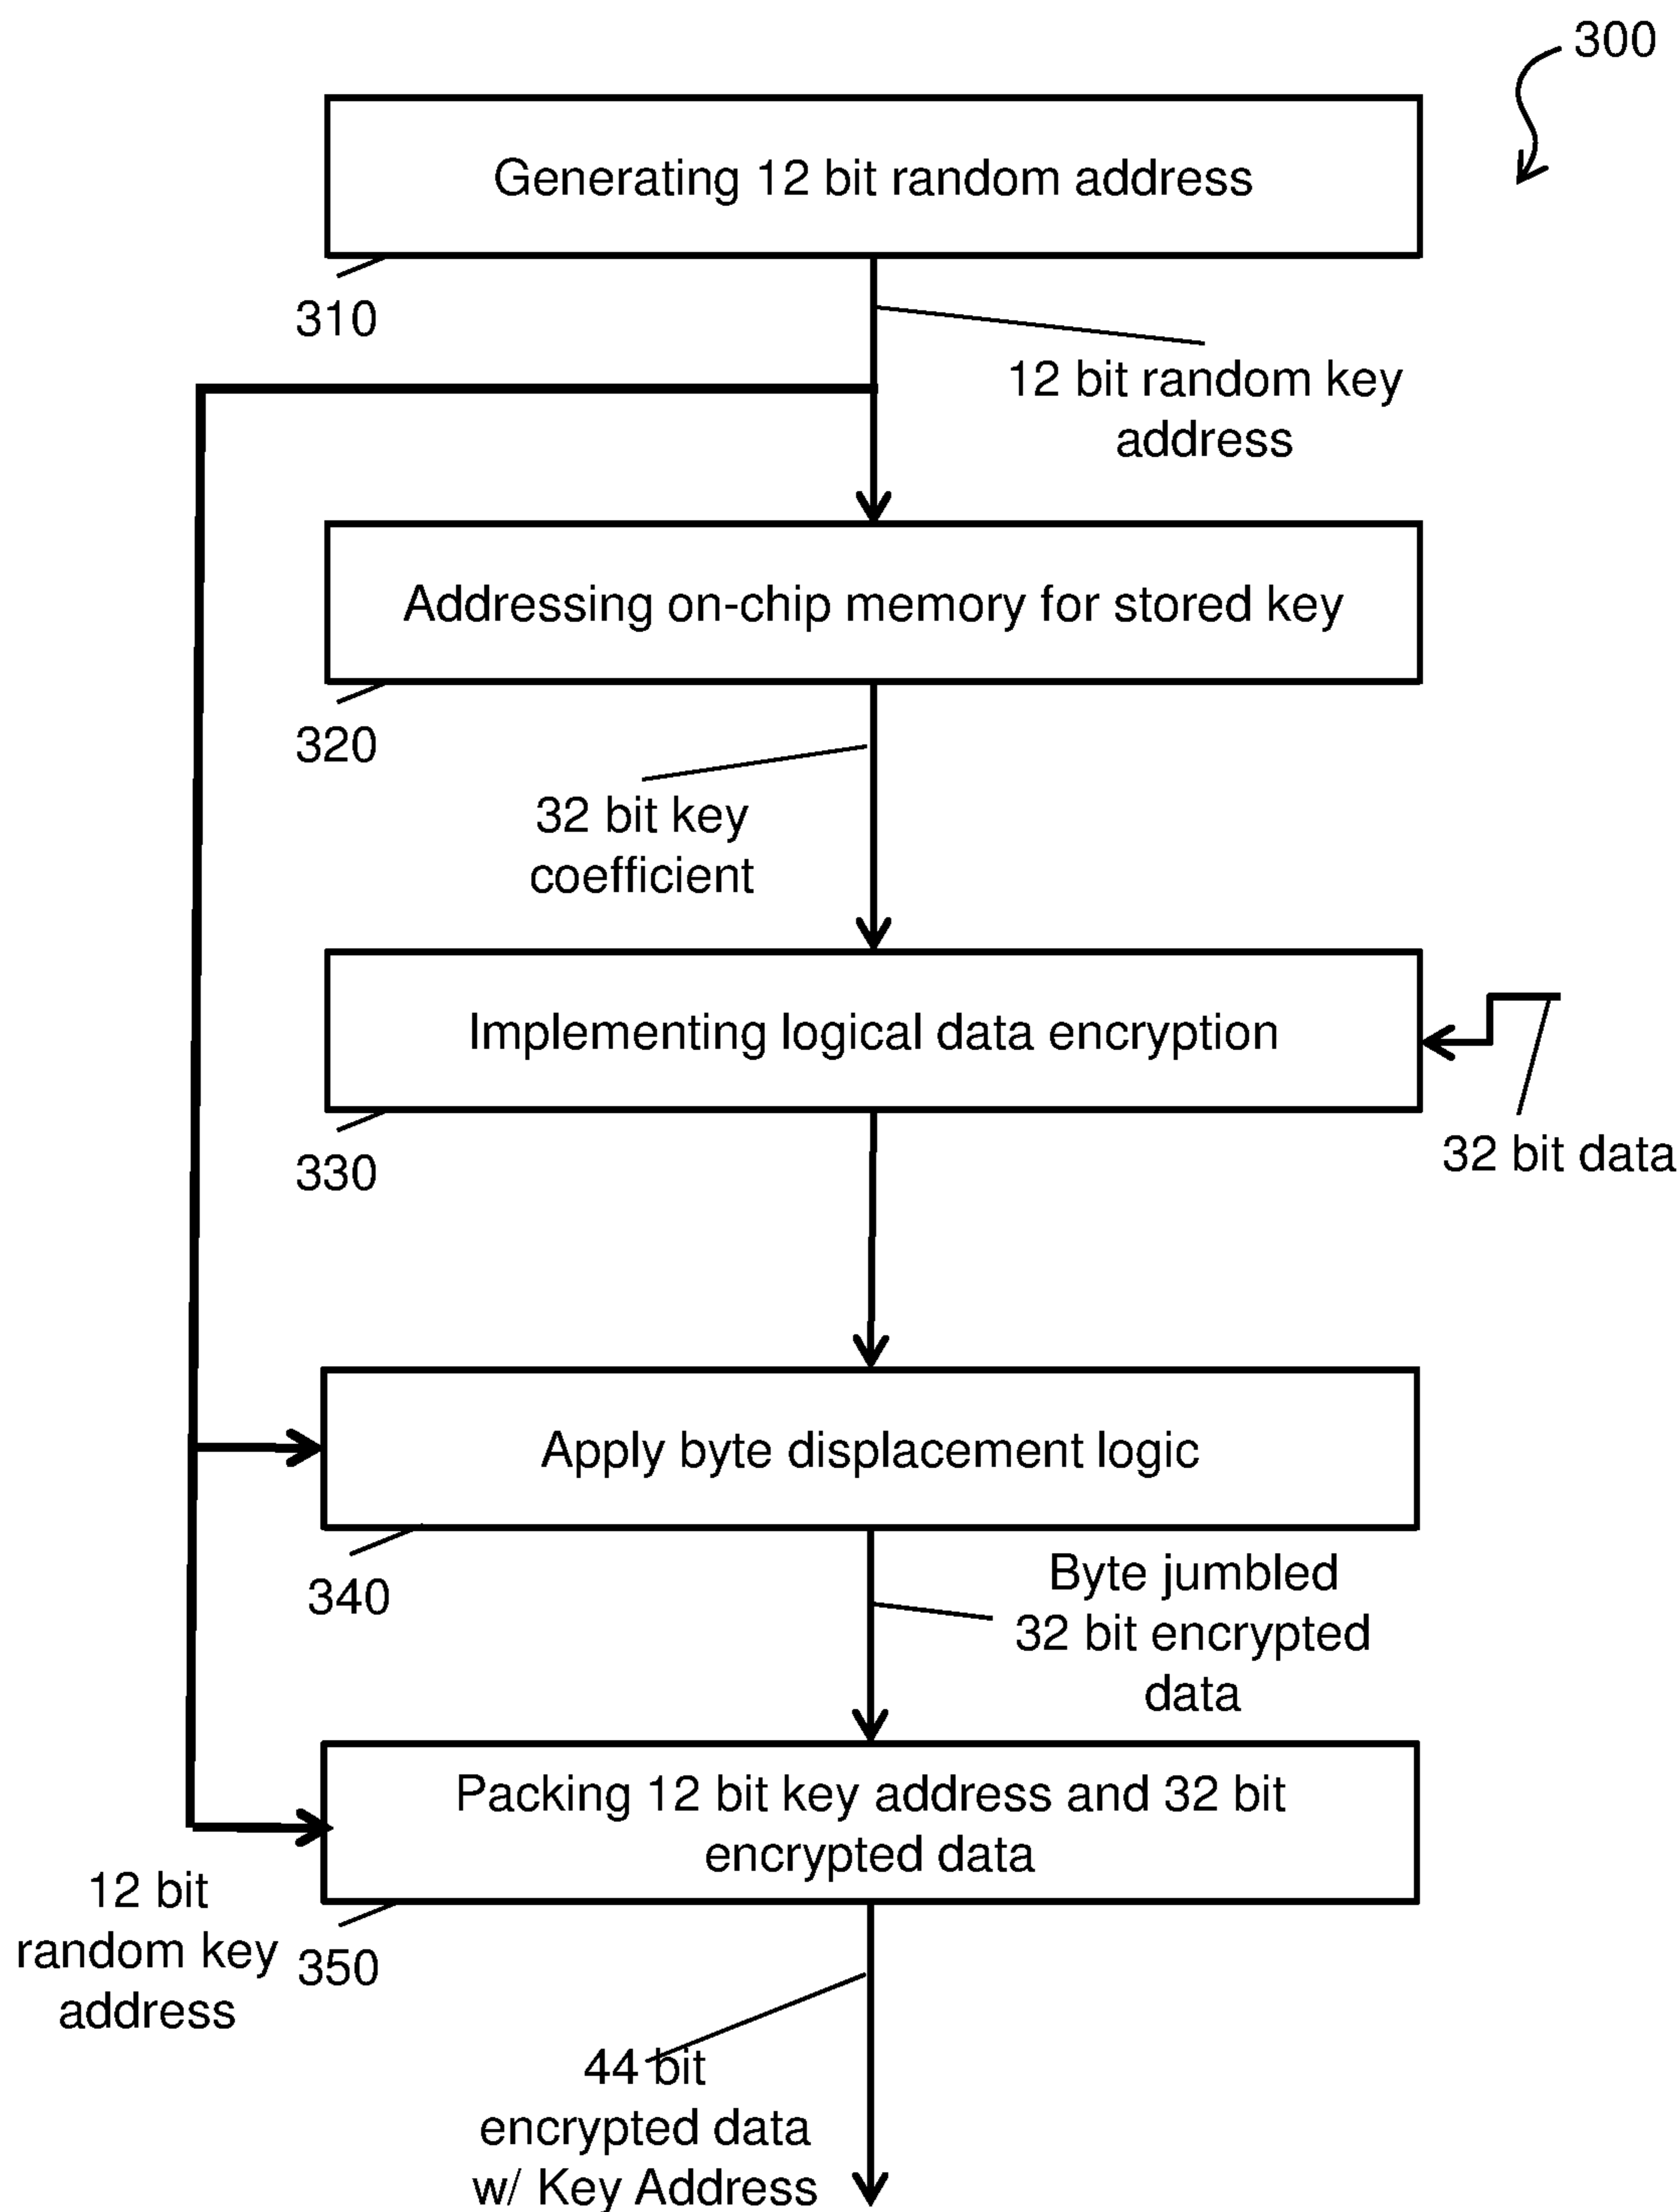 300
Generating 12 bit random address
310
12 bit random key
address
Addressing on-chip memory for stored key
320
32 bit key
coefficient
Implementing logical data encryption
330
32 bit data
Apply byte displacement logic
340
Byte jumbled
32 bit encrypted
data
Packing 12 bit key address and 32 bit
encrypted data
12 bit
random key
address
350
44 bit
encrypted data
w/ Key Address